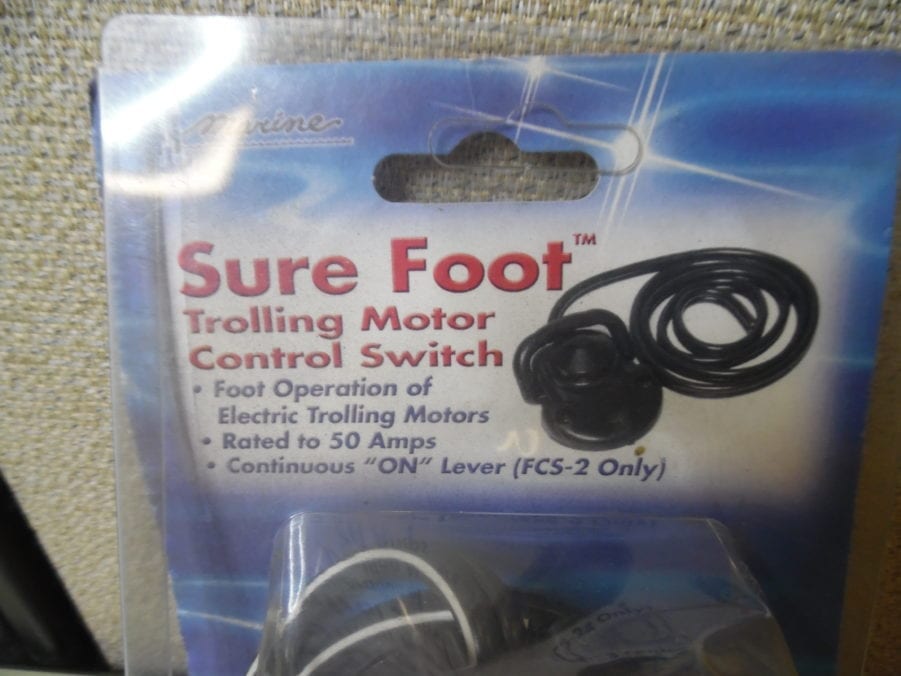 marine
Sure Foot™
Trolling Motor
Control Switch
• Foot Operation of
Electric Trolling Motors
• Rated to 50 Amps
• Continuous "ON" Lever (FCS-2 Only)